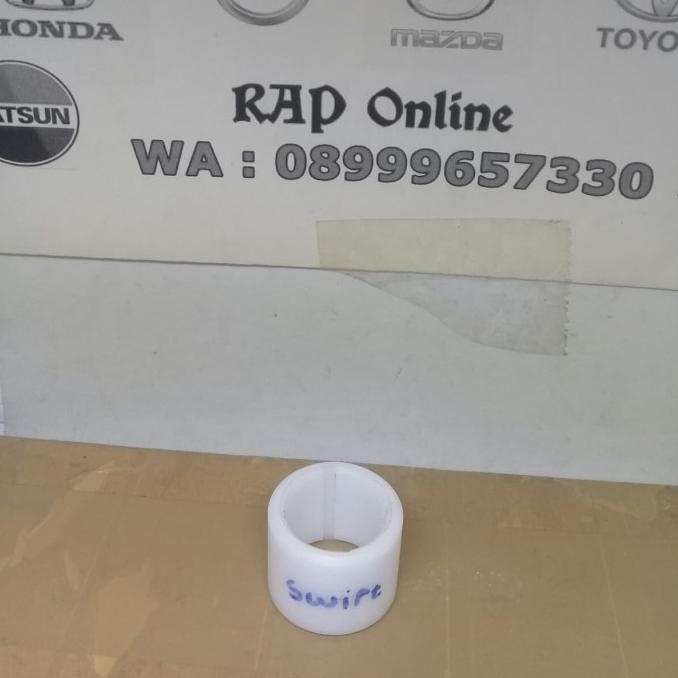 HONDA
mazda
TOYO
ATSUN
RAP Online
WA : 08999657330
Swift